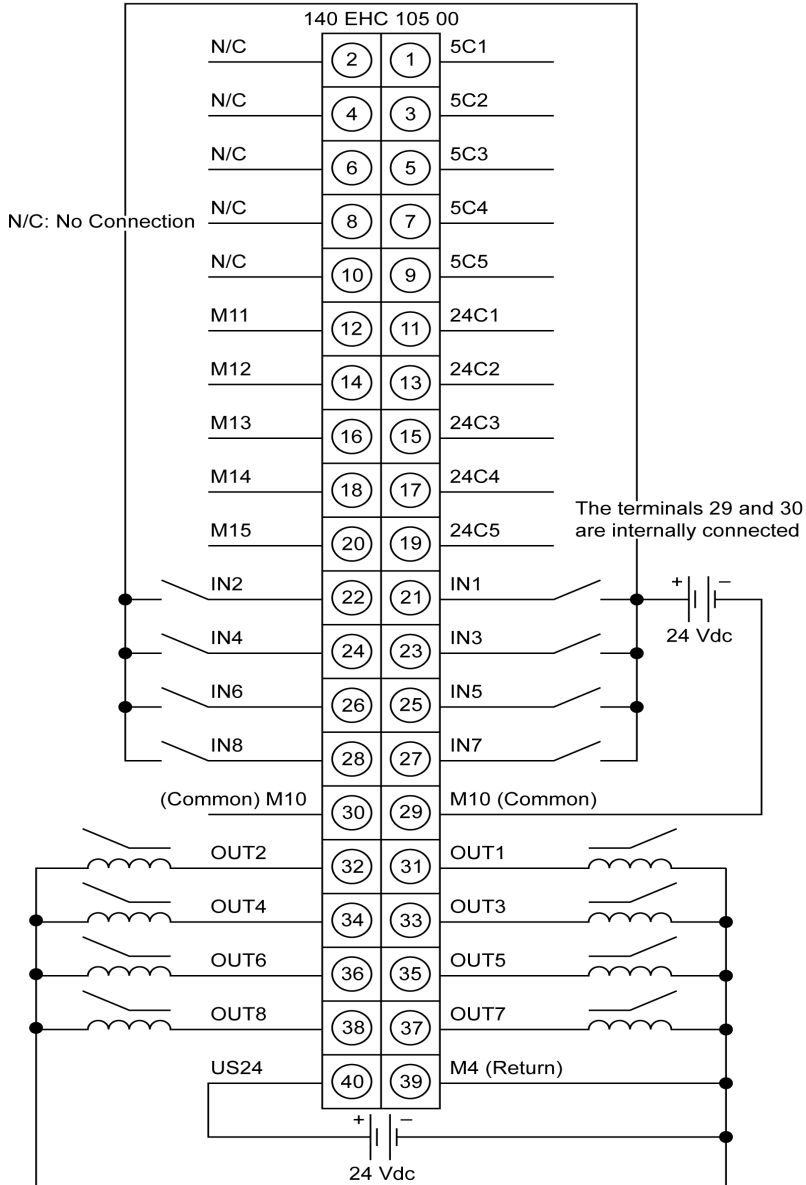 140 EHC 105 00
N/C 2 1 5C1
N/C 4 3 5C2
N/C 6 5 5C3
N/C: No Connection
N/C 8 7 5C4
N/C 10 9 5C5
M11 12 11 24C1
M12 14 13 24C2
M13 16 15 24C3
M14 18 17 24C4
The terminals 29 and 30
are internally connected
M15 20 19 24C5
IN2 22 21 IN1
+ –
24 Vdc
IN4 24 23 IN3
IN6 26 25 IN5
IN8 28 27 IN7
(Common) M10 30 29 M10 (Common)
OUT2 32 31 OUT1
OUT4 34 33 OUT3
OUT6 36 35 OUT5
OUT8 38 37 OUT7
US24 40 39 M4 (Return)
+ –
24 Vdc